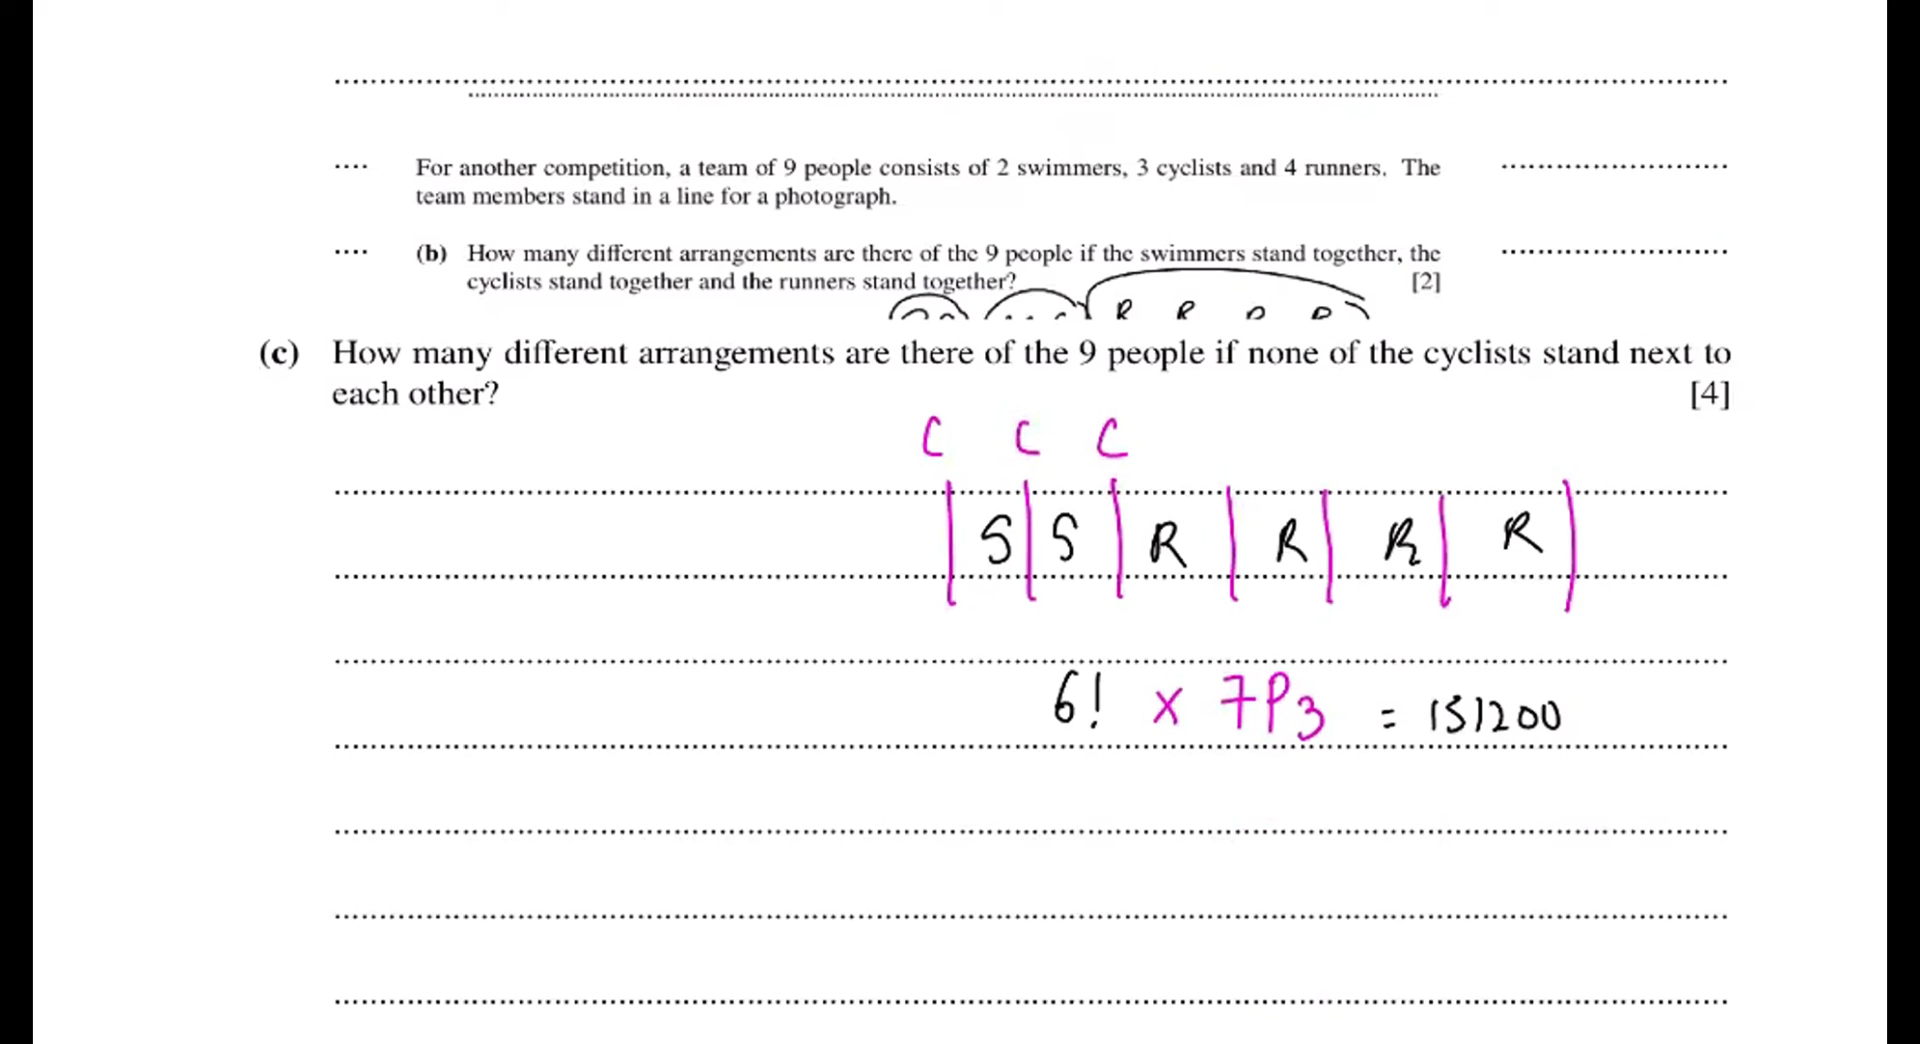 For another competition, a team of 9 people consists of 2 swimmers, 3 cyclists and 4 runners. The
team members stand in a line for a photograph.
(b) How many different arrangements are there of the 9 people if the swimmers stand together, the
cyclists stand together and the runners stand together? [2]
R R R R
(c) How many different arrangements are there of the 9 people if none of the cyclists stand next to
each other? [4]
C C C
| S | S | R | R | R | R |
6! × 7P3 = 151200